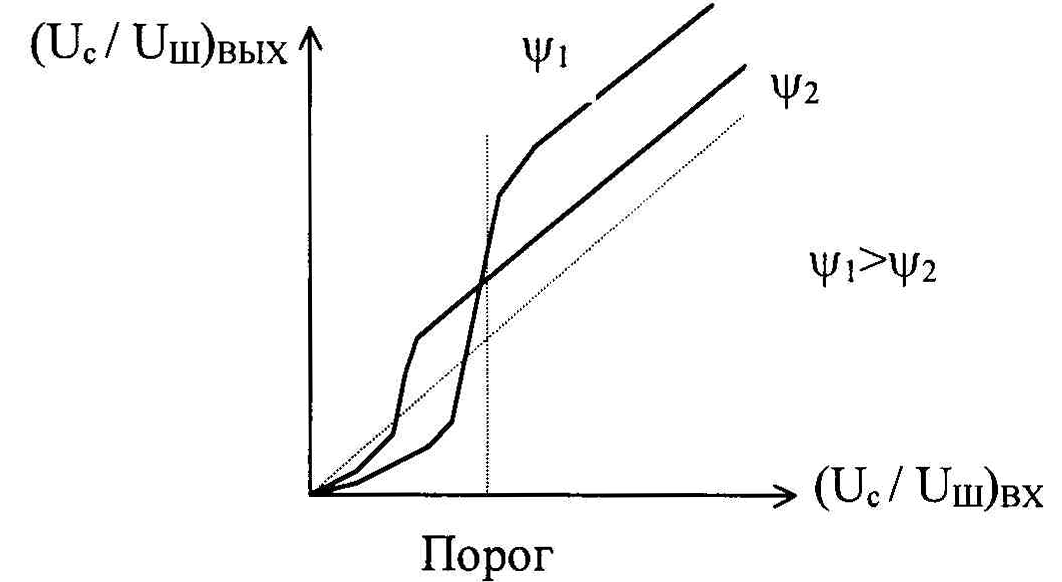 (Uс / UШ)ВЫХ
ψ1
ψ2
ψ1>ψ2
(Uс / UШ)ВХ
Порог